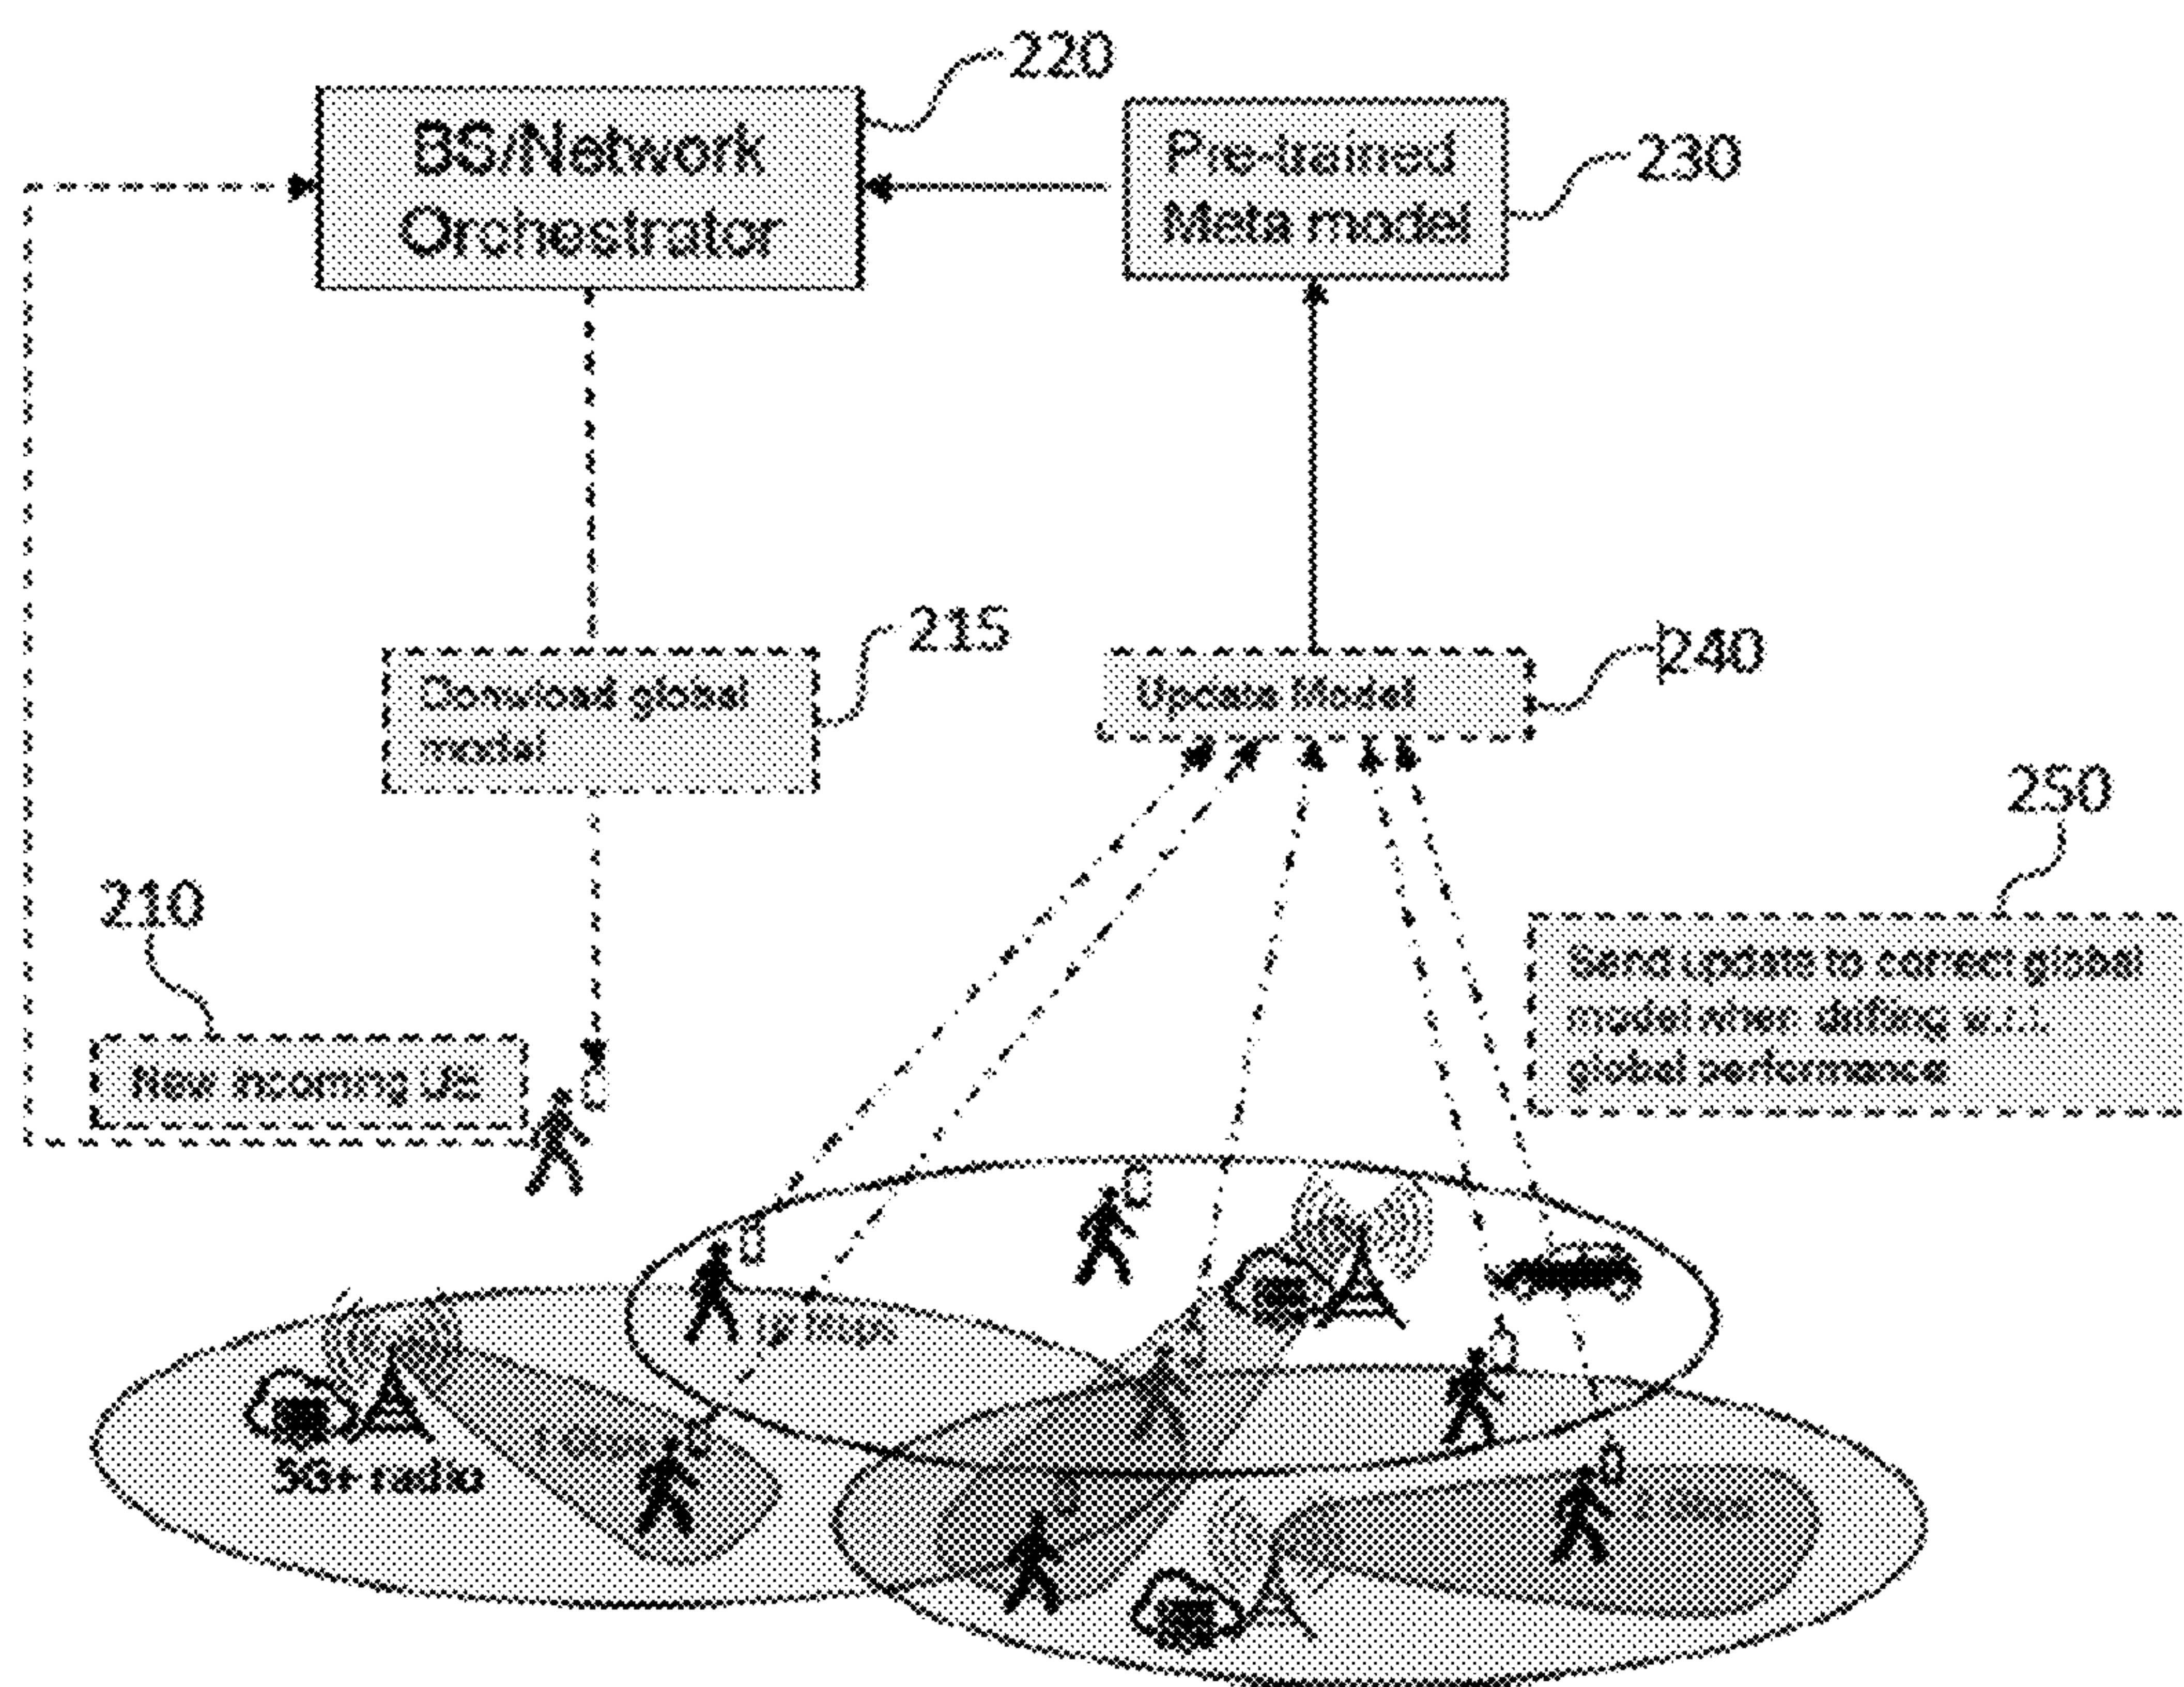 220
BS/Network
Orchestrator
Pre-trained
Meta model
230
215
Donwload global
model
Update Model
240
250
210
Send update to correct global
model when drifting w.r.t.
global performance
New incoming UE
5G+ radio